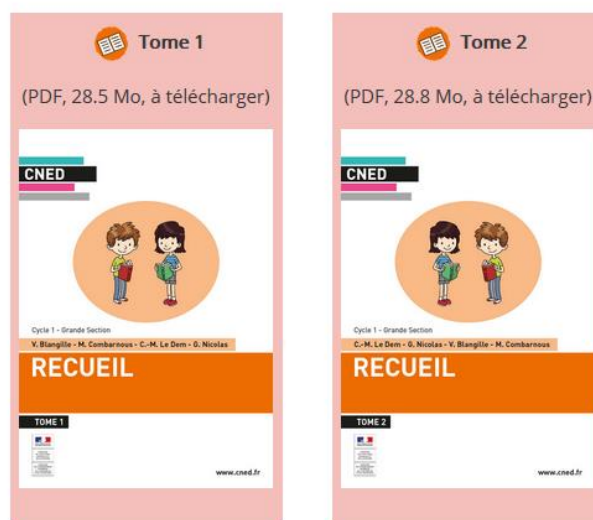 Tome 1
(PDF, 28.5 Mo, à télécharger)
CNED
Cycle 1 - Grande Section
V. Blangille - M. Combarnous - C.-M. Le Dem - G. Nicolas
RECUEIL
TOME 1
www.cned.fr
Tome 2
(PDF, 28.8 Mo, à télécharger)
CNED
Cycle 1 - Grande Section
C.-M. Le Dem - G. Nicolas - V. Blangille - M. Combarnous
RECUEIL
TOME 2
www.cned.fr